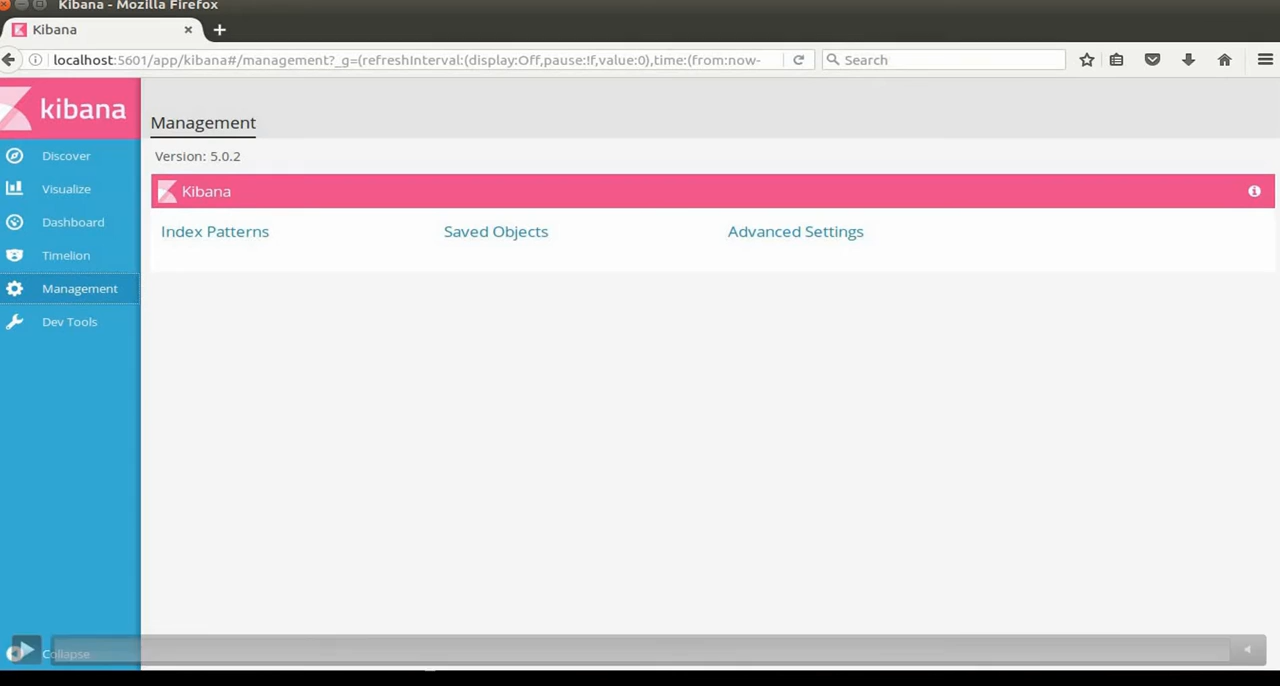 Kibana - Mozilla Firefox
Kibana
localhost:5601/app/kibana#/management?_g=(refreshInterval:(display:Off,pause:!f,value:0),time:(from:now-
Search
kibana
Management
Version: 5.0.2
Kibana
Index Patterns
Saved Objects
Advanced Settings
Discover
Visualize
Dashboard
Timelion
Management
Dev Tools
Collapse